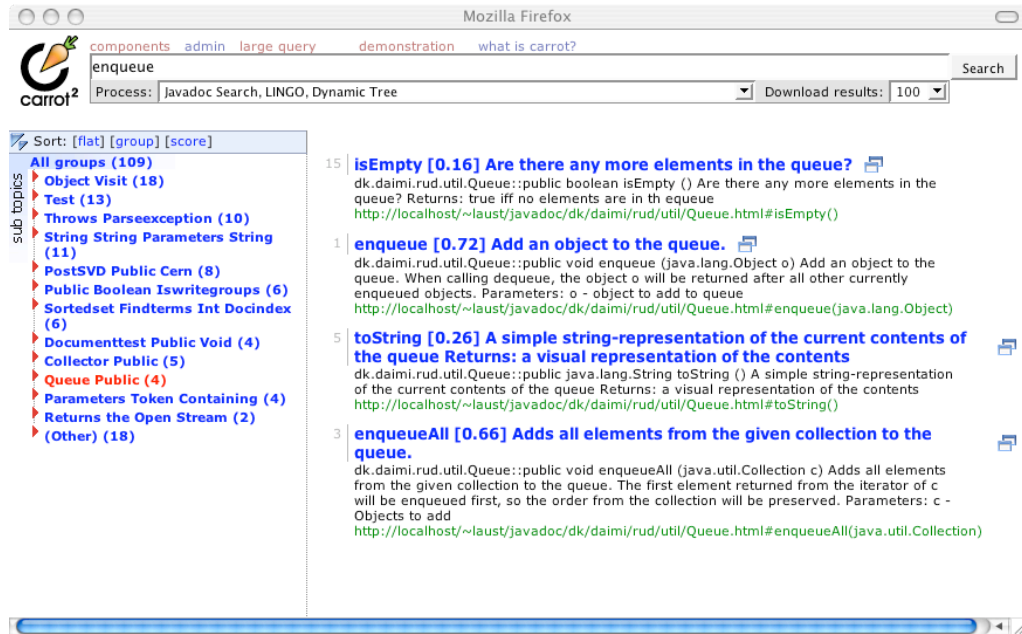 Mozilla Firefox
components admin large query demonstration what is carrot?
enqueue
Search
carrot2
Process: Javadoc Search, LINGO, Dynamic Tree Download results: 100
Sort: [flat] [group] [score]
sub topics
All groups (109)
Object Visit (18)
Test (13)
Throws Parseexception (10)
String String Parameters String
(11)
PostSVD Public Cern (8)
Public Boolean Iswritegroups (6)
Sortedset Findterms Int Docindex
(6)
Documenttest Public Void (4)
Collector Public (5)
Queue Public (4)
Parameters Token Containing (4)
Returns the Open Stream (2)
(Other) (18)
15 isEmpty [0.16] Are there any more elements in the queue?
dk.daimi.rud.util.Queue::public boolean isEmpty () Are there any more elements in the
queue? Returns: true iff no elements are in th equeue
http://localhost/~laust/javadoc/dk/daimi/rud/util/Queue.html#isEmpty()
1 enqueue [0.72] Add an object to the queue.
dk.daimi.rud.util.Queue::public void enqueue (java.lang.Object o) Add an object to the
queue. When calling dequeue, the object o will be returned after all other currently
enqueued objects. Parameters: o - object to add to queue
http://localhost/~laust/javadoc/dk/daimi/rud/util/Queue.html#enqueue(java.lang.Object)
5 toString [0.26] A simple string-representation of the current contents of
the queue Returns: a visual representation of the contents
dk.daimi.rud.util.Queue::public java.lang.String toString () A simple string-representation
of the current contents of the queue Returns: a visual representation of the contents
http://localhost/~laust/javadoc/dk/daimi/rud/util/Queue.html#toString()
3 enqueueAll [0.66] Adds all elements from the given collection to the
queue.
dk.daimi.rud.util.Queue::public void enqueueAll (java.util.Collection c) Adds all elements
from the given collection to the queue. The first element returned from the iterator of c
will be enqueued first, so the order from the collection will be preserved. Parameters: c -
Objects to add
http://localhost/~laust/javadoc/dk/daimi/rud/util/Queue.html#enqueueAll(java.util.Collection)